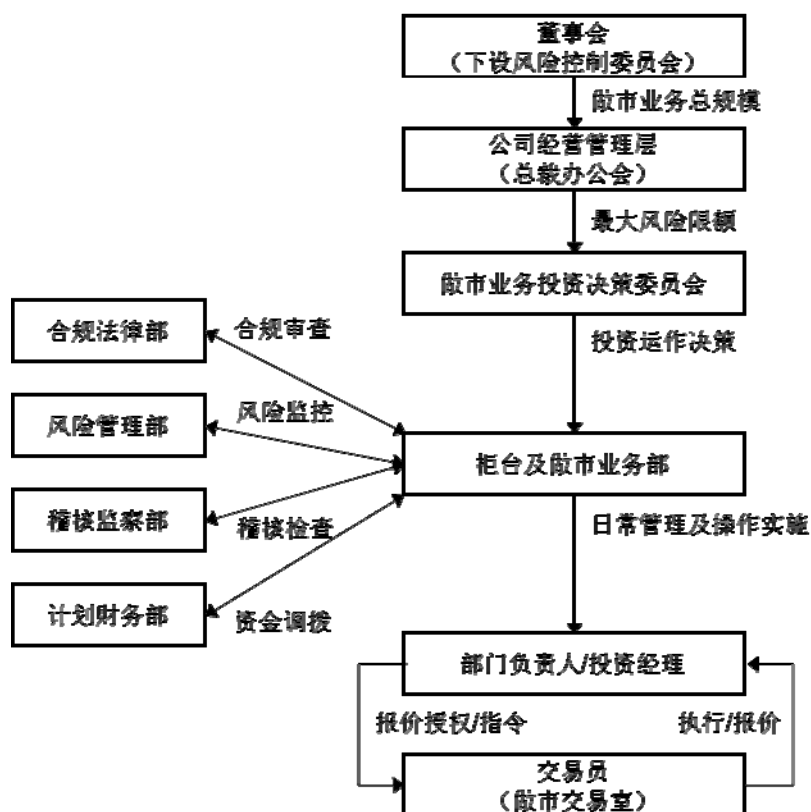 董事会
（下设风险控制委员会）
做市业务总规模
公司经营管理层
（总裁办公会）
最大风险限额
做市业务投资决策委员会
投资运作决策
合规法律部
合规审查
风险管理部
风险监控
柜台及做市业务部
稽核监察部
稽核检查
日常管理及操作实施
计划财务部
资金调拨
部门负责人/投资经理
报价授权/指令
执行/报价
交易员
（做市交易室）